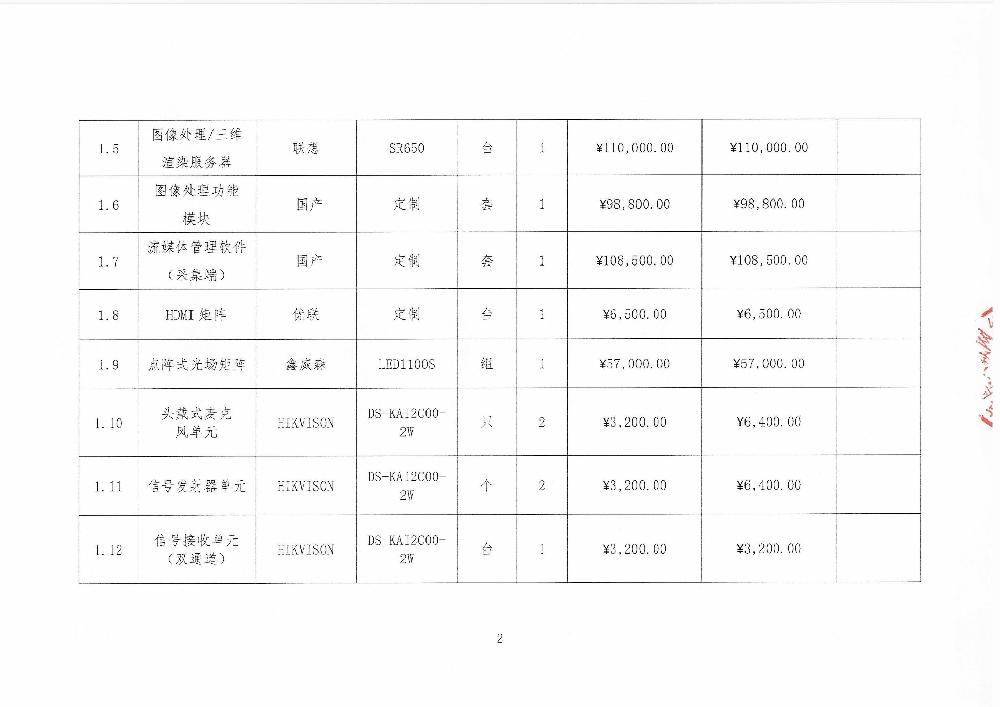 1.5 图像处理/三维 联想 SR650 台 1 ¥110,000.00 ¥110,000.00
渲染服务器
1.6 图像处理功能 国产 定制 套 1 ¥98,800.00 ¥98,800.00
模块
1.7 流媒体管理软件 国产 定制 套 1 ¥108,500.00 ¥108,500.00
（采集端）
1.8 HDMI 矩阵 优联 定制 台 1 ¥6,500.00 ¥6,500.00
1.9 点阵式光场矩阵 鑫威森 LED1100S 组 1 ¥57,000.00 ¥57,000.00
1.10 头戴式麦克 HIKVISON DS-KAI2C00- 只 2 ¥3,200.00 ¥6,400.00
风单元 2W
1.11 信号发射器单元 HIKVISON DS-KAI2C00- 个 2 ¥3,200.00 ¥6,400.00
2W
1.12 信号接收单元 HIKVISON DS-KAI2C00- 台 1 ¥3,200.00 ¥3,200.00
（双通道） 2W
2